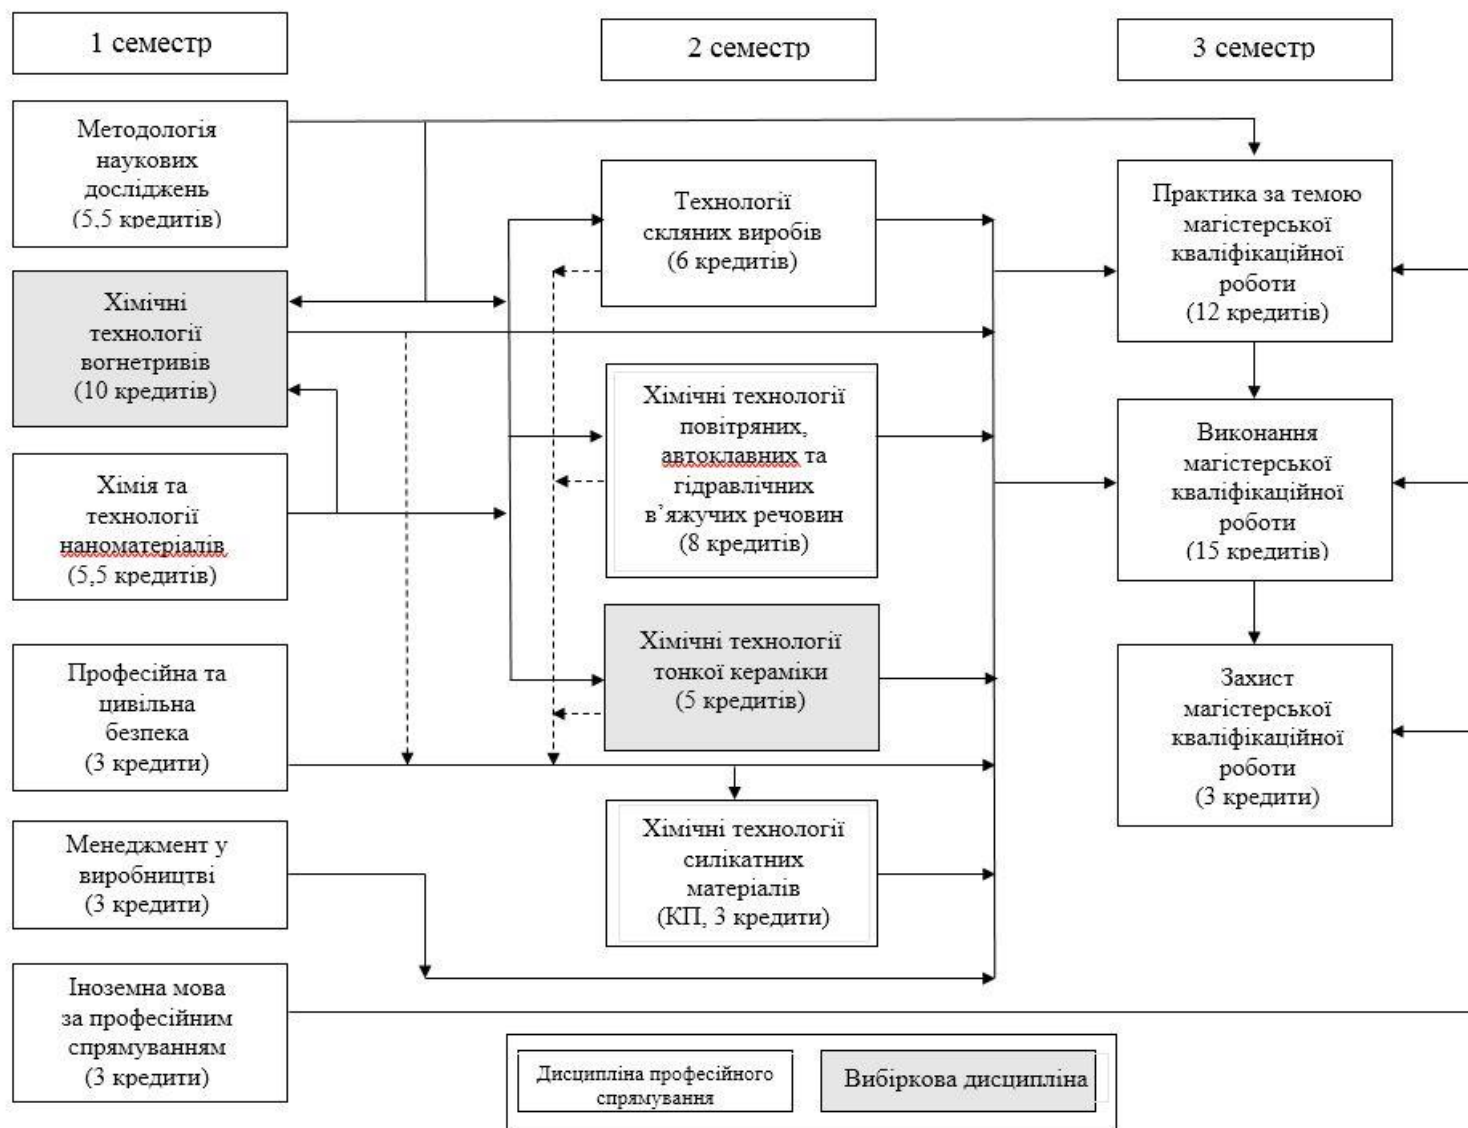 1 семестр
2 семестр
3 семестр
Методологія
наукових
досліджень
(5,5 кредитів)
Хімічні
технології
вогнетривів
(10 кредитів)
Хімія та
технології
наноматеріалів
(5,5 кредитів)
Професійна та
цивільна
безпека
(3 кредити)
Менеджмент у
виробництві
(3 кредити)
Іноземна мова
за професійним
спрямуванням
(3 кредити)
Технології
скляних виробів
(6 кредитів)
Хімічні технології
повітряних,
автоклавних та
гідравлічних
в’яжучих речовин
(8 кредитів)
Хімічні технології
тонкої кераміки
(5 кредитів)
Хімічні технології
силікатних
матеріалів
(КП, 3 кредити)
Практика за темою
магістерської
кваліфікаційної
роботи
(12 кредитів)
Виконання
магістерської
кваліфікаційної
роботи
(15 кредитів)
Захист
магістерської
кваліфікаційної
роботи
(3 кредити)
Дисципліна професійного
спрямування
Вибіркова дисципліна